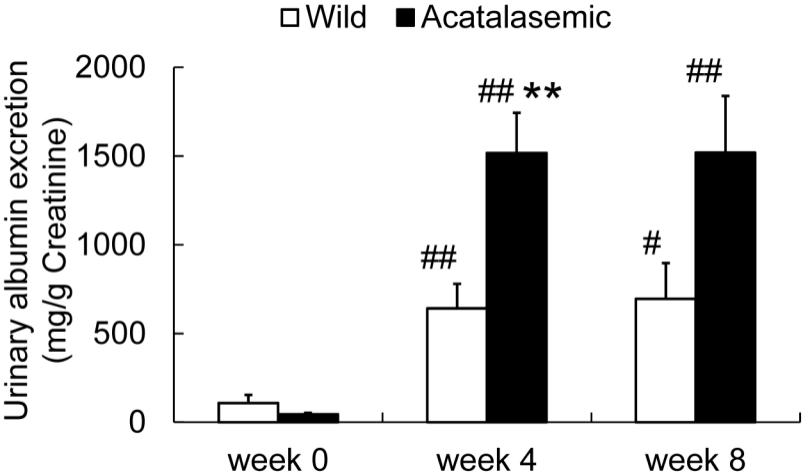 Wild Acatalasemic
Urinary albumin excretion
(mg/g Creatinine)
2000
1500
1000
500
0
## ## ** # ##
week 0 week 4 week 8